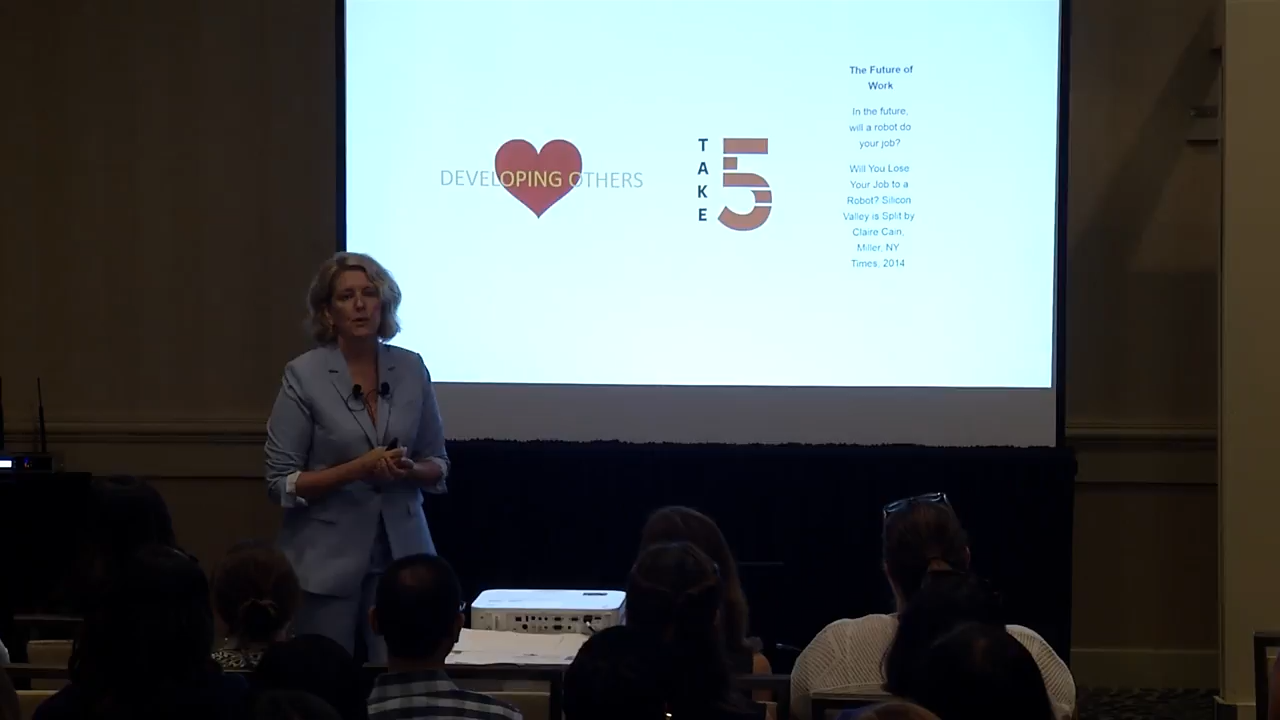 DEVELOPING OTHERS
TAKE
5
The Future of
Work
In the future,
will a robot do
your job?
Will You Lose
Your Job to a
Robot? Silicon
Valley is Split by
Claire Cain,
Miller, NY
Times, 2014